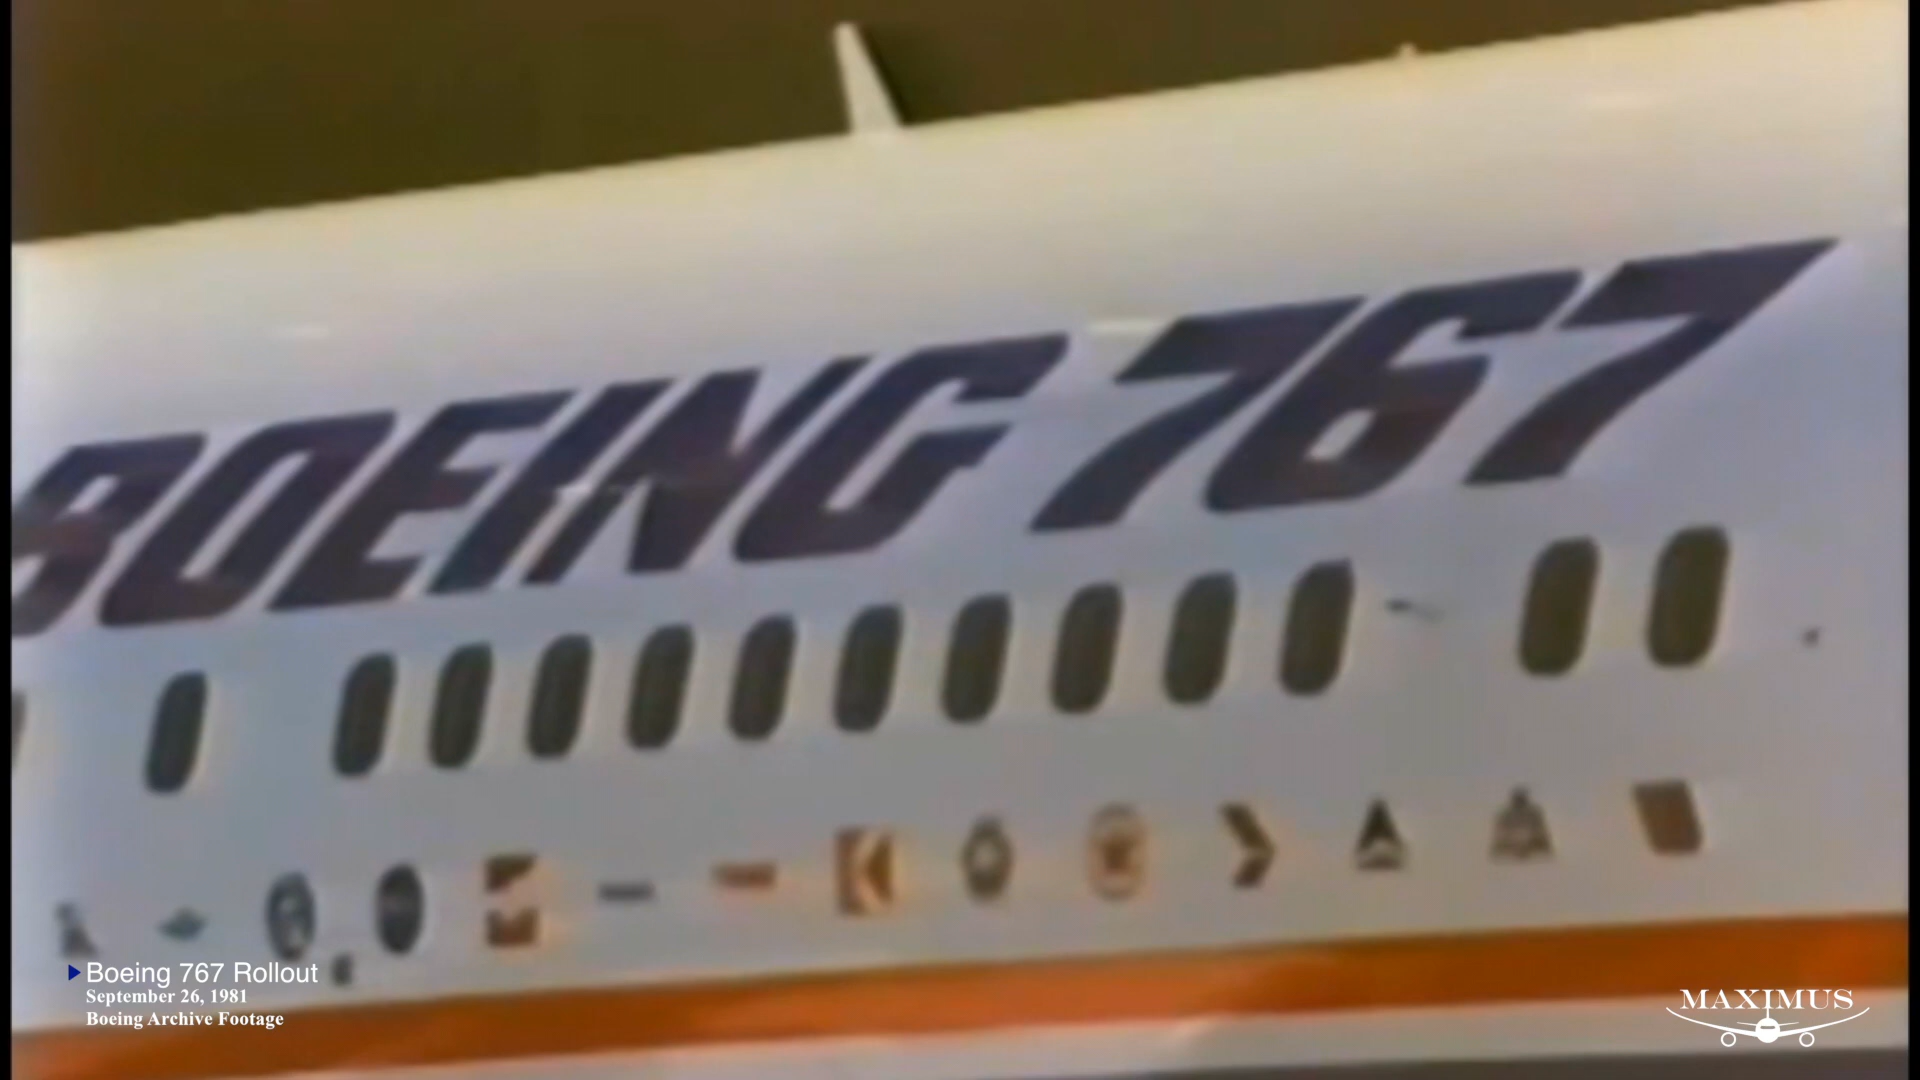 BOEING 767
Boeing 767 Rollout
September 26, 1981
Boeing Archive Footage
MAXIMUS